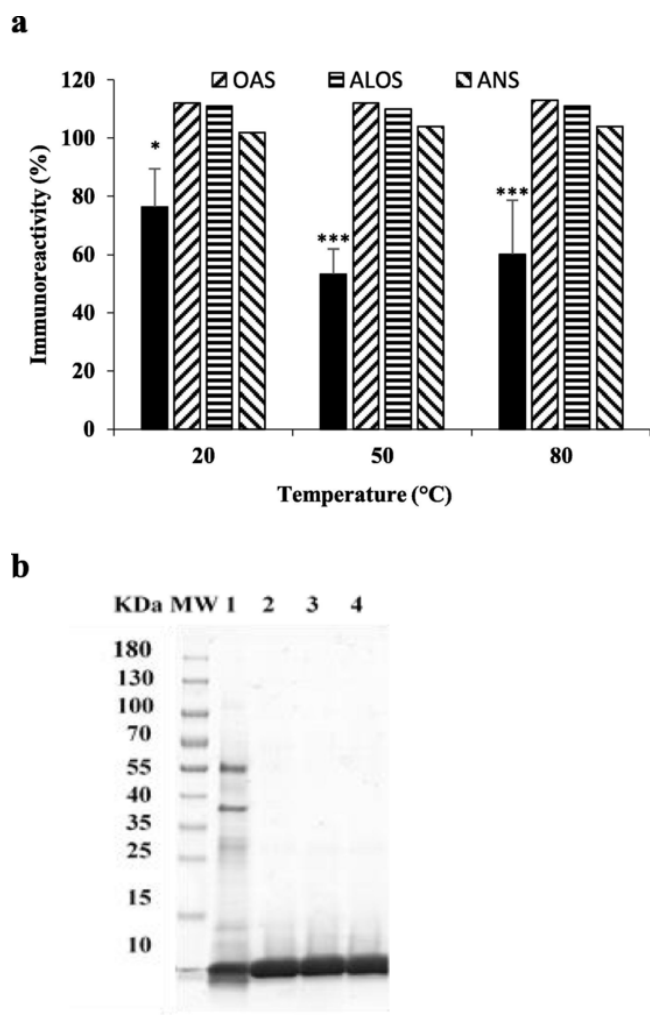 a
120
OAS ALOS ANS
100
80
60
40
20
0
Immunoreactivity (%)
*
***
***
20 50 80
Temperature (°C)
b
KDa MW 1 2 3 4
180
130
100
70
55
40
35
25
15
10